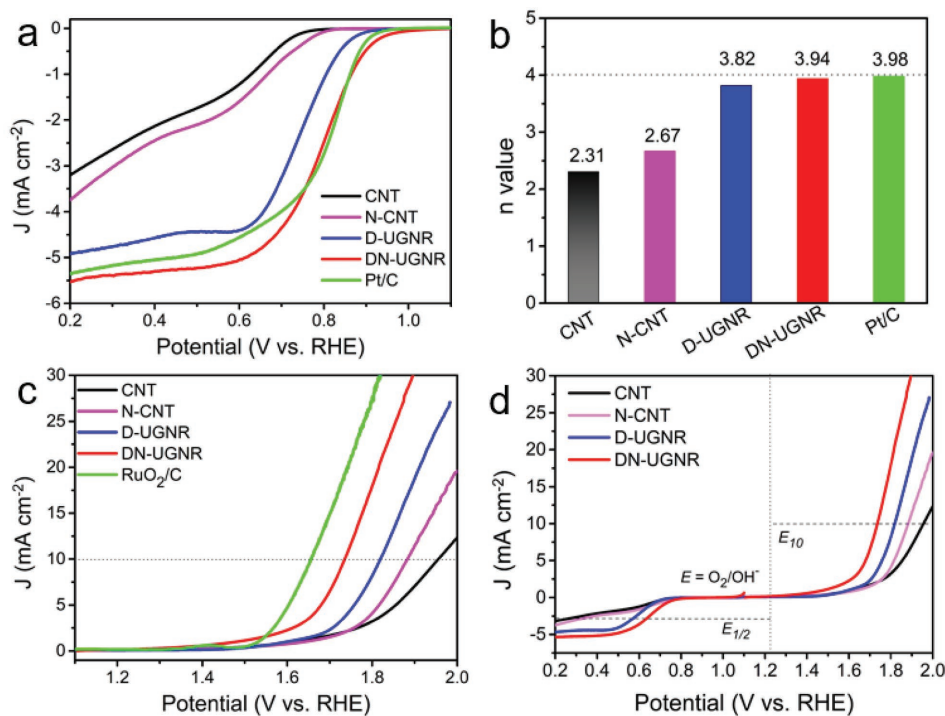 a
0
-1
-2
-3
-4
-5
-6
J (mA cm⁻²)
CNT
N-CNT
D-UGNR
DN-UGNR
Pt/C
0.2 0.4 0.6 0.8 1.0
Potential (V vs. RHE)
b
5
4
3
2
1
0
n value
2.31
2.67
3.82
3.94
3.98
CNT
N-CNT
D-UGNR
DN-UGNR
Pt/C
c
30
25
20
15
10
5
0
J (mA cm⁻²)
CNT
N-CNT
D-UGNR
DN-UGNR
RuO₂/C
1.2 1.4 1.6 1.8 2.0
Potential (V vs. RHE)
d
30
25
20
15
10
5
0
-5
J (mA cm⁻²)
CNT
N-CNT
D-UGNR
DN-UGNR
E₁₀
E = O₂/OH⁻
E₁/₂
0.2 0.4 0.6 0.8 1.0 1.2 1.4 1.6 1.8 2.0
Potential (V vs. RHE)